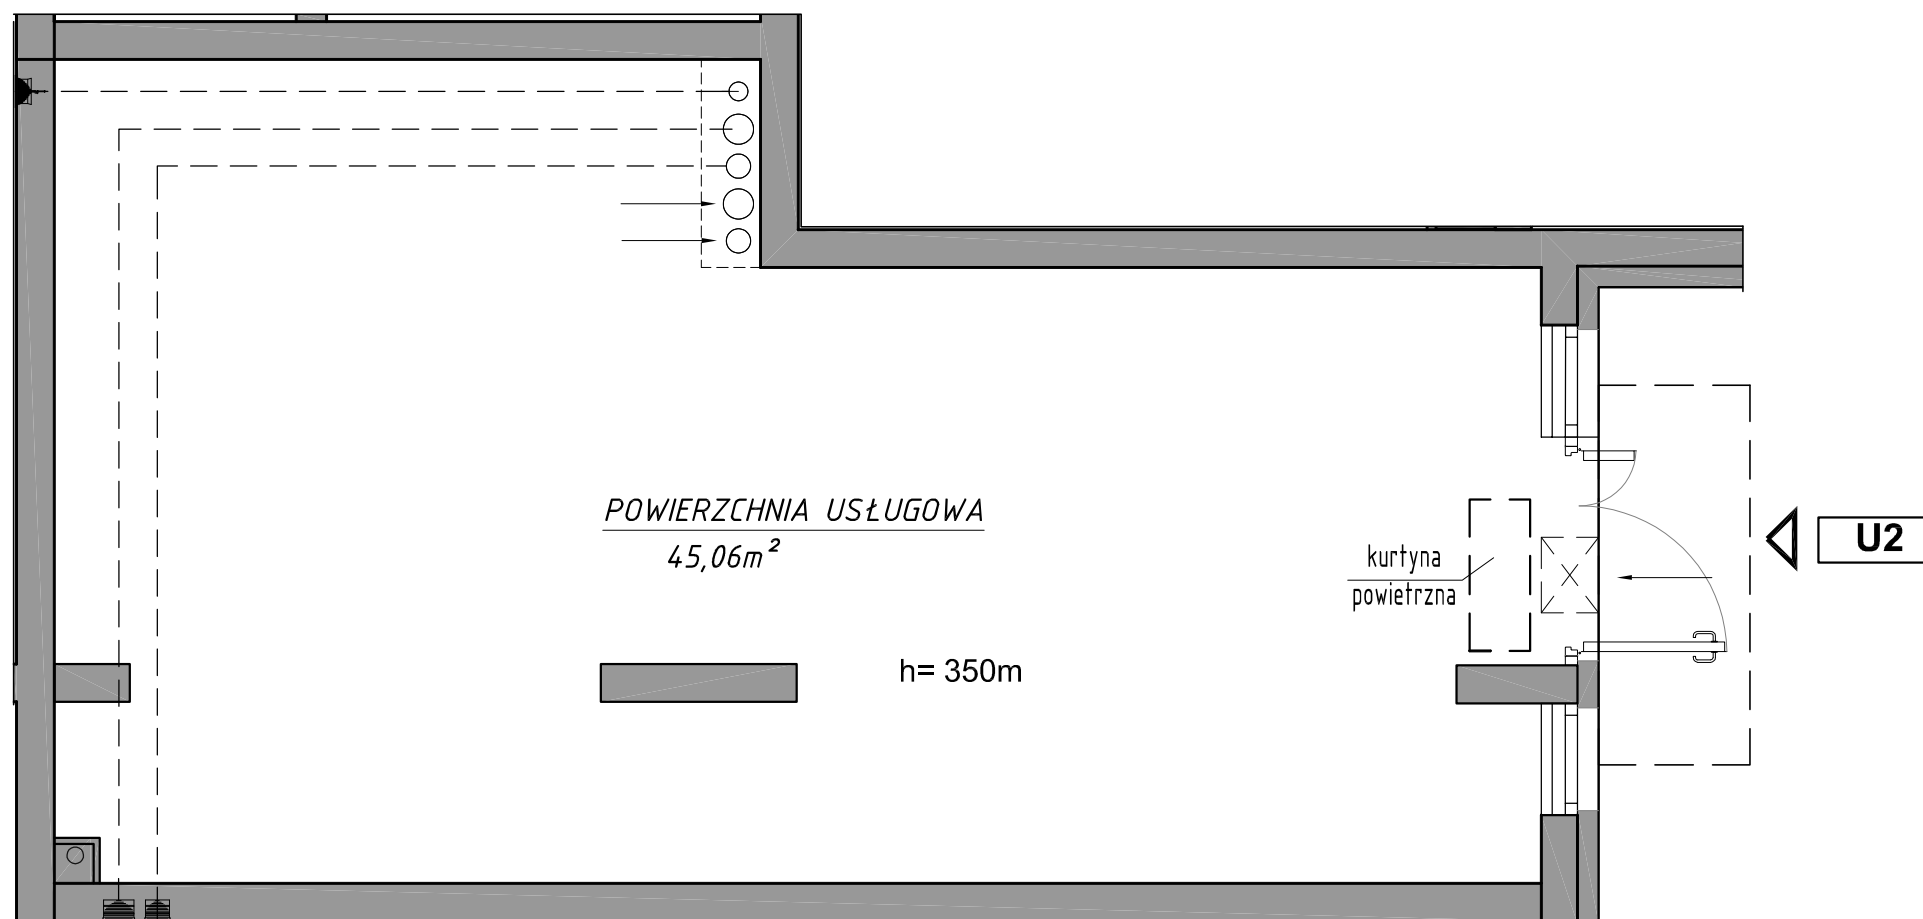 POWIERZCHNIA USŁUGOWA
45,06m²
kurtyna
powietrzna
U2
h= 350m